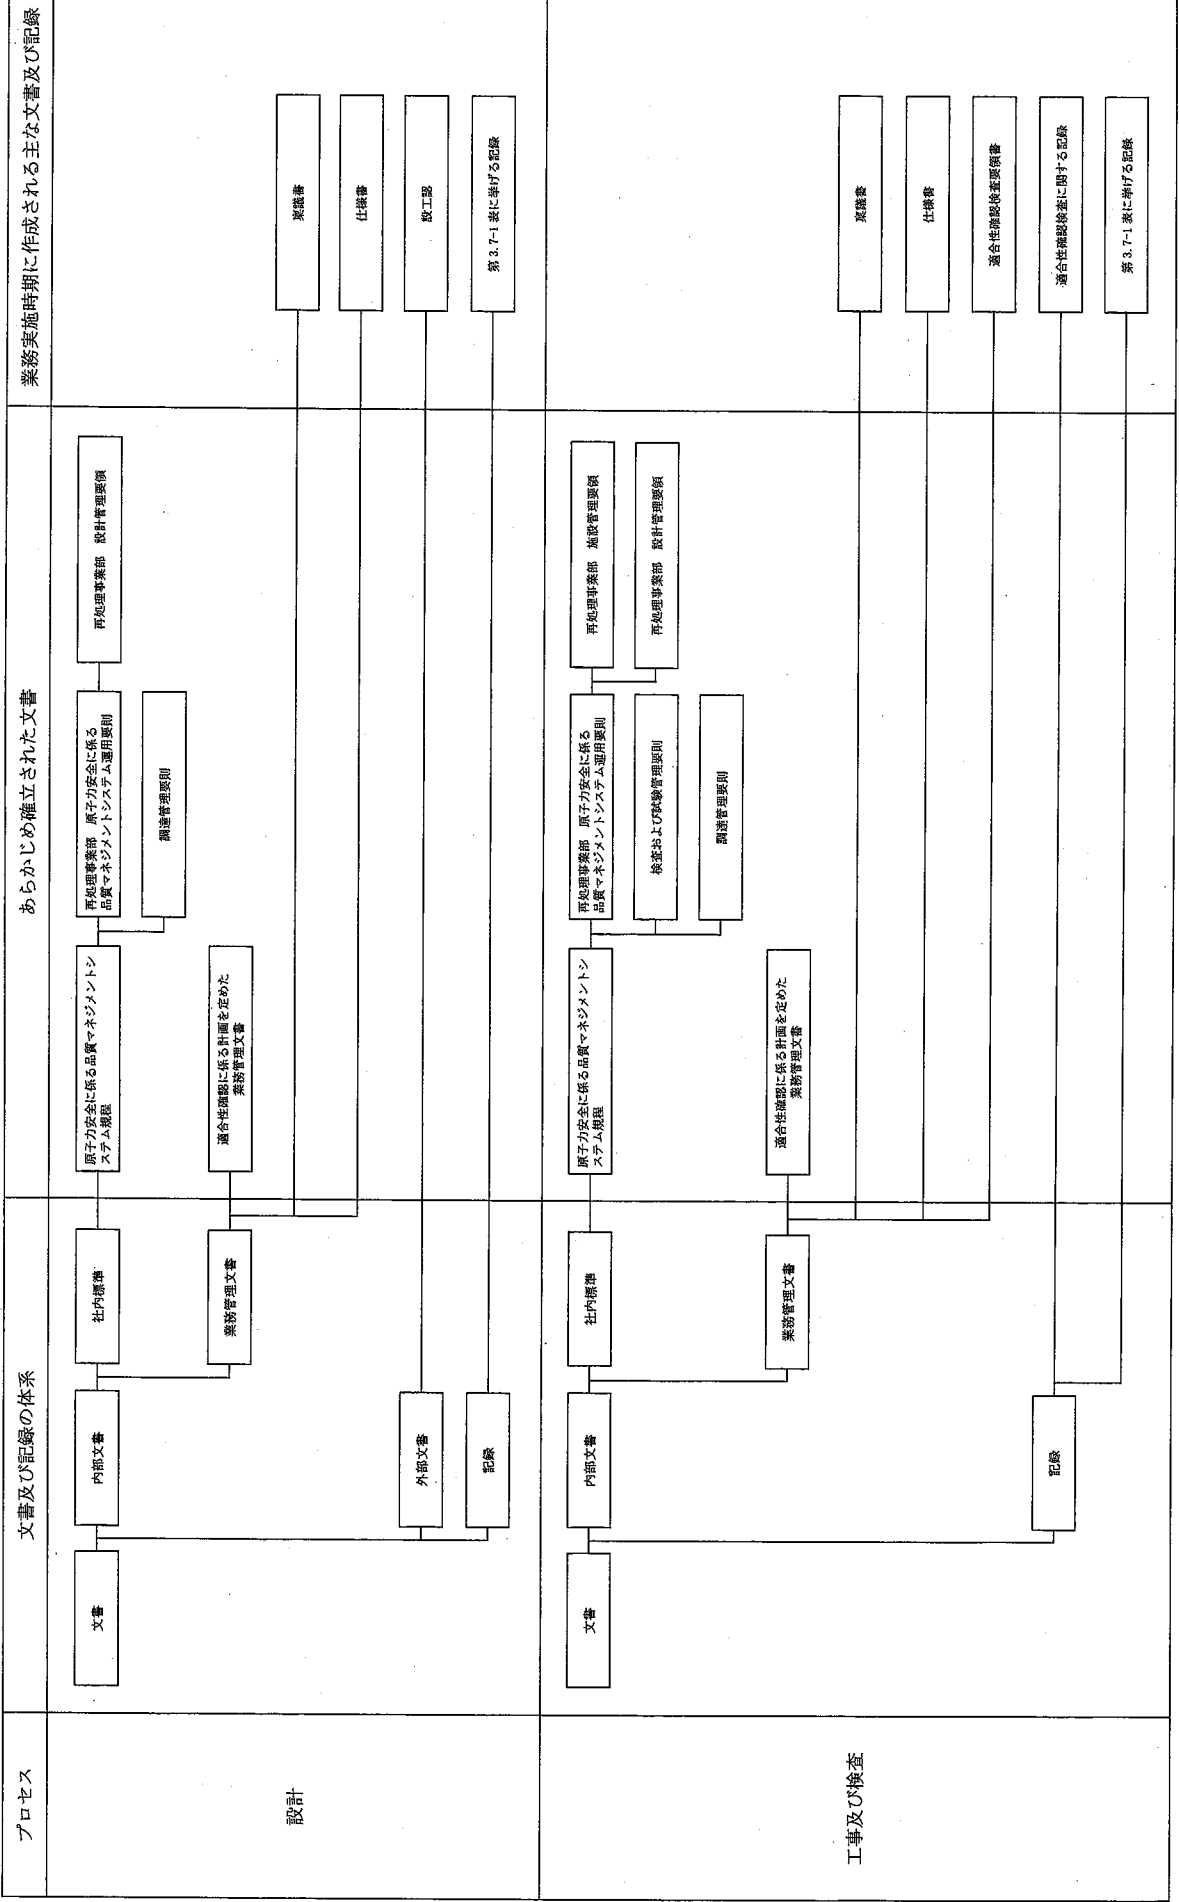 プロセス
文書及び記録の体系
あらかじめ確立された文書
業務実施時期に作成される主な文書及び記録
設計
文書
内部文書
社内標準
原子力安全に係る品質マネジメントシ
ステム規程
再処理事業部 原子力安全に係る
品質マネジメントシステム運用要則
再処理事業部 設計管理要領
調達管理要則
業務管理文書
適合性確認に係る計画を定めた
業務管理文書
稟議書
仕様書
外部文書
設工認
記録
第3.7-1表に挙げる記録
工事及び検査
文書
内部文書
社内標準
原子力安全に係る品質マネジメントシ
ステム規程
再処理事業部 原子力安全に係る
品質マネジメントシステム運用要則
再処理事業部 施設管理要領
検査および試験管理要則
再処理事業部 設計管理要領
調達管理要則
業務管理文書
適合性確認に係る計画を定めた
業務管理文書
稟議書
仕様書
適合性確認検査要領書
記録
適合性確認検査に関する記録
第3.7-1表に挙げる記録